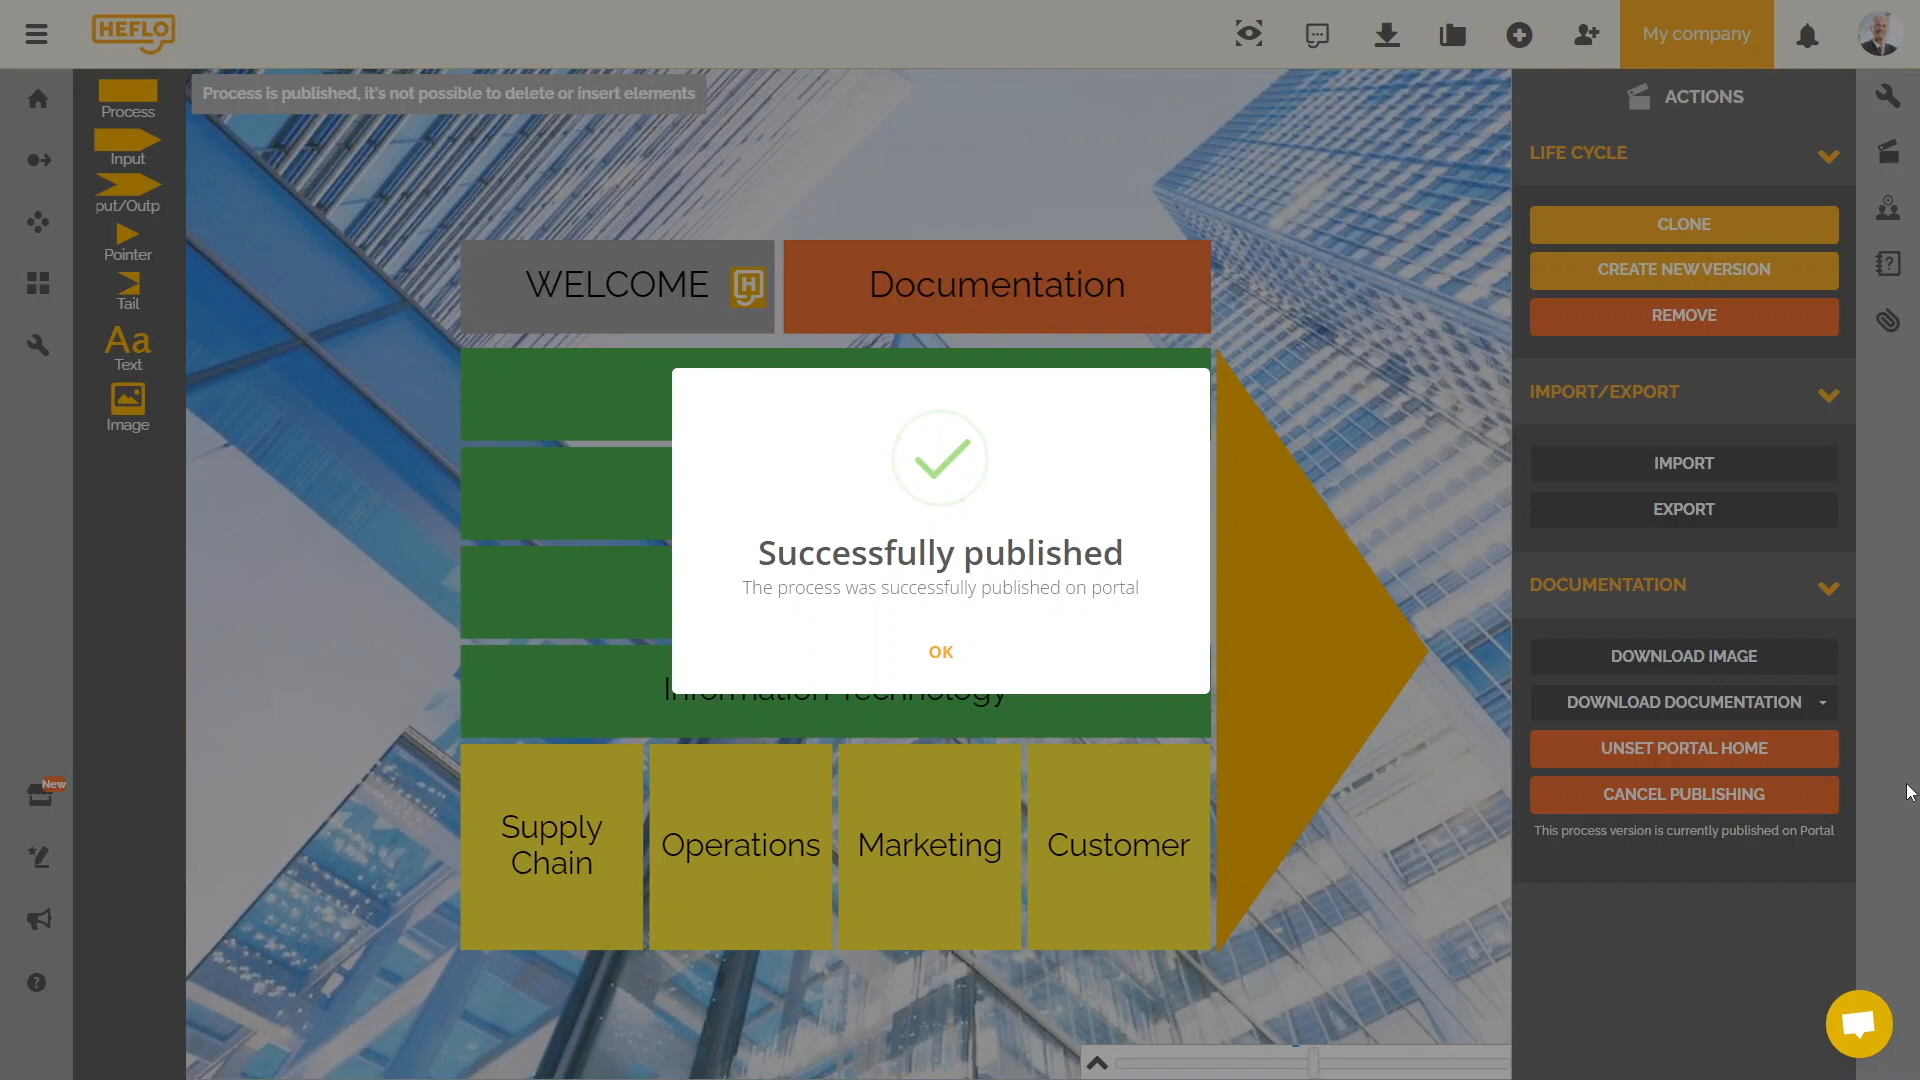 HEFLO
My company
Process is published, it's not possible to delete or insert elements
Process
Input
put/Outp
Pointer
Tail
Aa
Text
Image
New
WELCOME
H
Documentation
Information Technology
Supply
Chain
Operations
Marketing
Customer
Successfully published
The process was successfully published on portal
OK
ACTIONS
LIFE CYCLE
CLONE
CREATE NEW VERSION
REMOVE
IMPORT/EXPORT
IMPORT
EXPORT
DOCUMENTATION
DOWNLOAD IMAGE
DOWNLOAD DOCUMENTATION
UNSET PORTAL HOME
CANCEL PUBLISHING
This process version is currently published on Portal